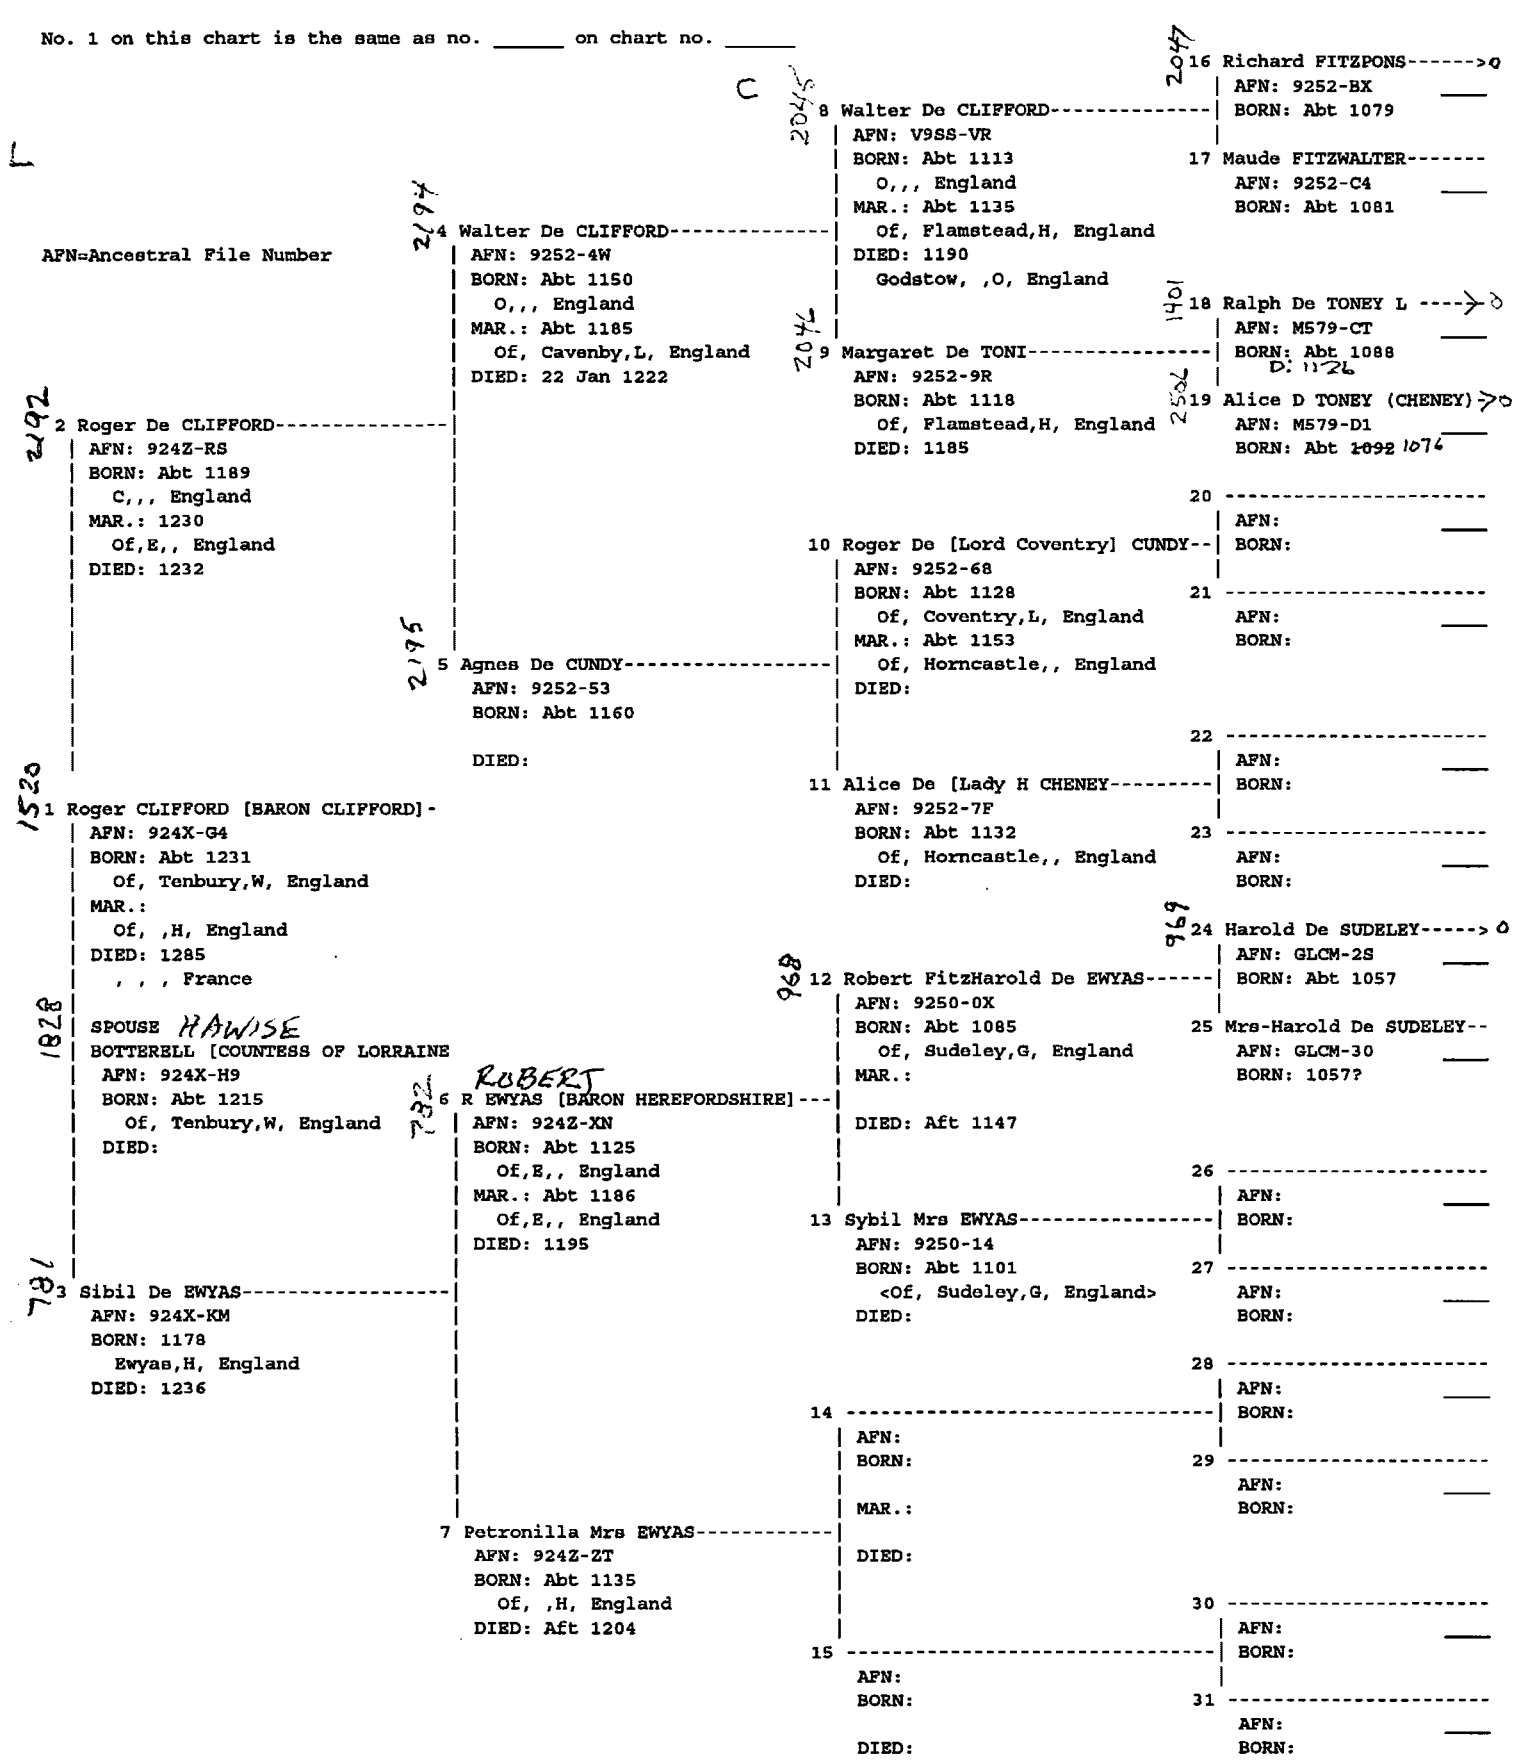 No. 1 on this chart is the same as no. ______ on chart no. ______
AFN=Ancestral File Number
L
C
1520
1 Roger CLIFFORD [BARON CLIFFORD]-
AFN: 924X-G4
BORN: Abt 1231
Of, Tenbury,W, England
MAR.:
Of, ,H, England
DIED: 1285
, , , France
1828
SPOUSE HAWISE
BOTTERELL [COUNTESS OF LORRAINE
AFN: 924X-H9
BORN: Abt 1215
Of, Tenbury,W, England
DIED:
2192
2 Roger De CLIFFORD---------------
AFN: 924Z-RS
BORN: Abt 1189
C,,, England
MAR.: 1230
Of,E,, England
DIED: 1232
781
3 Sibil De EWYAS------------------
AFN: 924X-KM
BORN: 1178
Ewyas,H, England
DIED: 1236
2194
4 Walter De CLIFFORD--------------
AFN: 9252-4W
BORN: Abt 1150
O,,, England
MAR.: Abt 1185
Of, Cavenby,L, England
DIED: 22 Jan 1222
2195
5 Agnes De CUNDY------------------
AFN: 9252-53
BORN: Abt 1160
DIED:
782
ROBERT
6 R EWYAS [BARON HEREFORDSHIRE]---
AFN: 924Z-XN
BORN: Abt 1125
Of,E,, England
MAR.: Abt 1186
Of,E,, England
DIED: 1195
7 Petronilla Mrs EWYAS------------
AFN: 924Z-ZT
BORN: Abt 1135
Of, ,H, England
DIED: Aft 1204
2045
8 Walter De CLIFFORD--------------
AFN: V9SS-VR
BORN: Abt 1113
O,,, England
MAR.: Abt 1135
Of, Flamstead,H, England
DIED: 1190
Godstow, ,O, England
2046
9 Margaret De TONI----------------
AFN: 9252-9R
BORN: Abt 1118
Of, Flamstead,H, England
DIED: 1185
10 Roger De [Lord Coventry] CUNDY--
AFN: 9252-68
BORN: Abt 1128
Of, Coventry,L, England
MAR.: Abt 1153
Of, Horncastle,, England
DIED:
11 Alice De [Lady H CHENEY---------
AFN: 9252-7F
BORN: Abt 1132
Of, Horncastle,, England
DIED:
968
12 Robert FitzHarold De EWYAS------
AFN: 9250-0X
BORN: Abt 1085
Of, Sudeley,G, England
MAR.:
DIED: Aft 1147
13 Sybil Mrs EWYAS-----------------
AFN: 9250-14
BORN: Abt 1101
<Of, Sudeley,G, England>
DIED:
14 -------------------------------
AFN:
BORN:
MAR.:
DIED:
15 -------------------------------
AFN:
BORN:
DIED:
2047
16 Richard FITZPONS------>0
AFN: 9252-BX
BORN: Abt 1079
17 Maude FITZWALTER-------
AFN: 9252-C4
BORN: Abt 1081
1401
18 Ralph De TONEY L ---->0
AFN: M579-CT
BORN: Abt 1088
D: 1126
2506
19 Alice D TONEY (CHENEY)->0
AFN: M579-D1
BORN: Abt 1092 1076
20 ----------------------
AFN:
BORN:
21 ----------------------
AFN:
BORN:
22 ----------------------
AFN:
BORN:
23 ----------------------
AFN:
BORN:
969
24 Harold De SUDELEY-----> 0
AFN: GLCM-2S
BORN: Abt 1057
25 Mrs-Harold De SUDELEY--
AFN: GLCM-30
BORN: 1057?
26 ----------------------
AFN:
BORN:
27 ----------------------
AFN:
BORN:
28 ----------------------
AFN:
BORN:
29 ----------------------
AFN:
BORN:
30 ----------------------
AFN:
BORN:
31 ----------------------
AFN:
BORN: